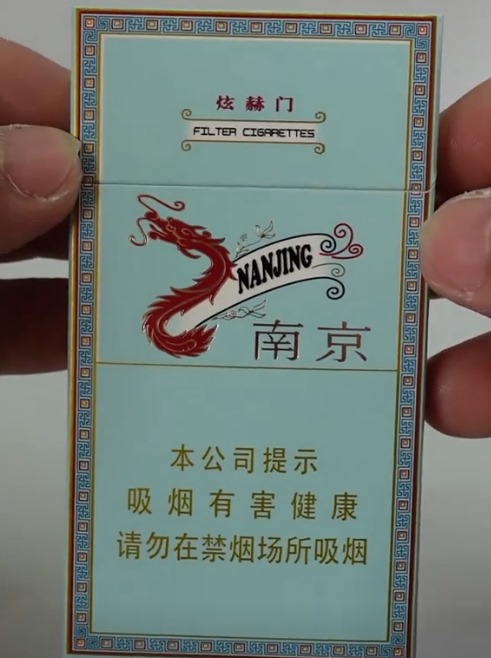 炫赫门
FILTER CIGARETTES
NANJING
南京
本公司提示
吸烟有害健康
请勿在禁烟场所吸烟